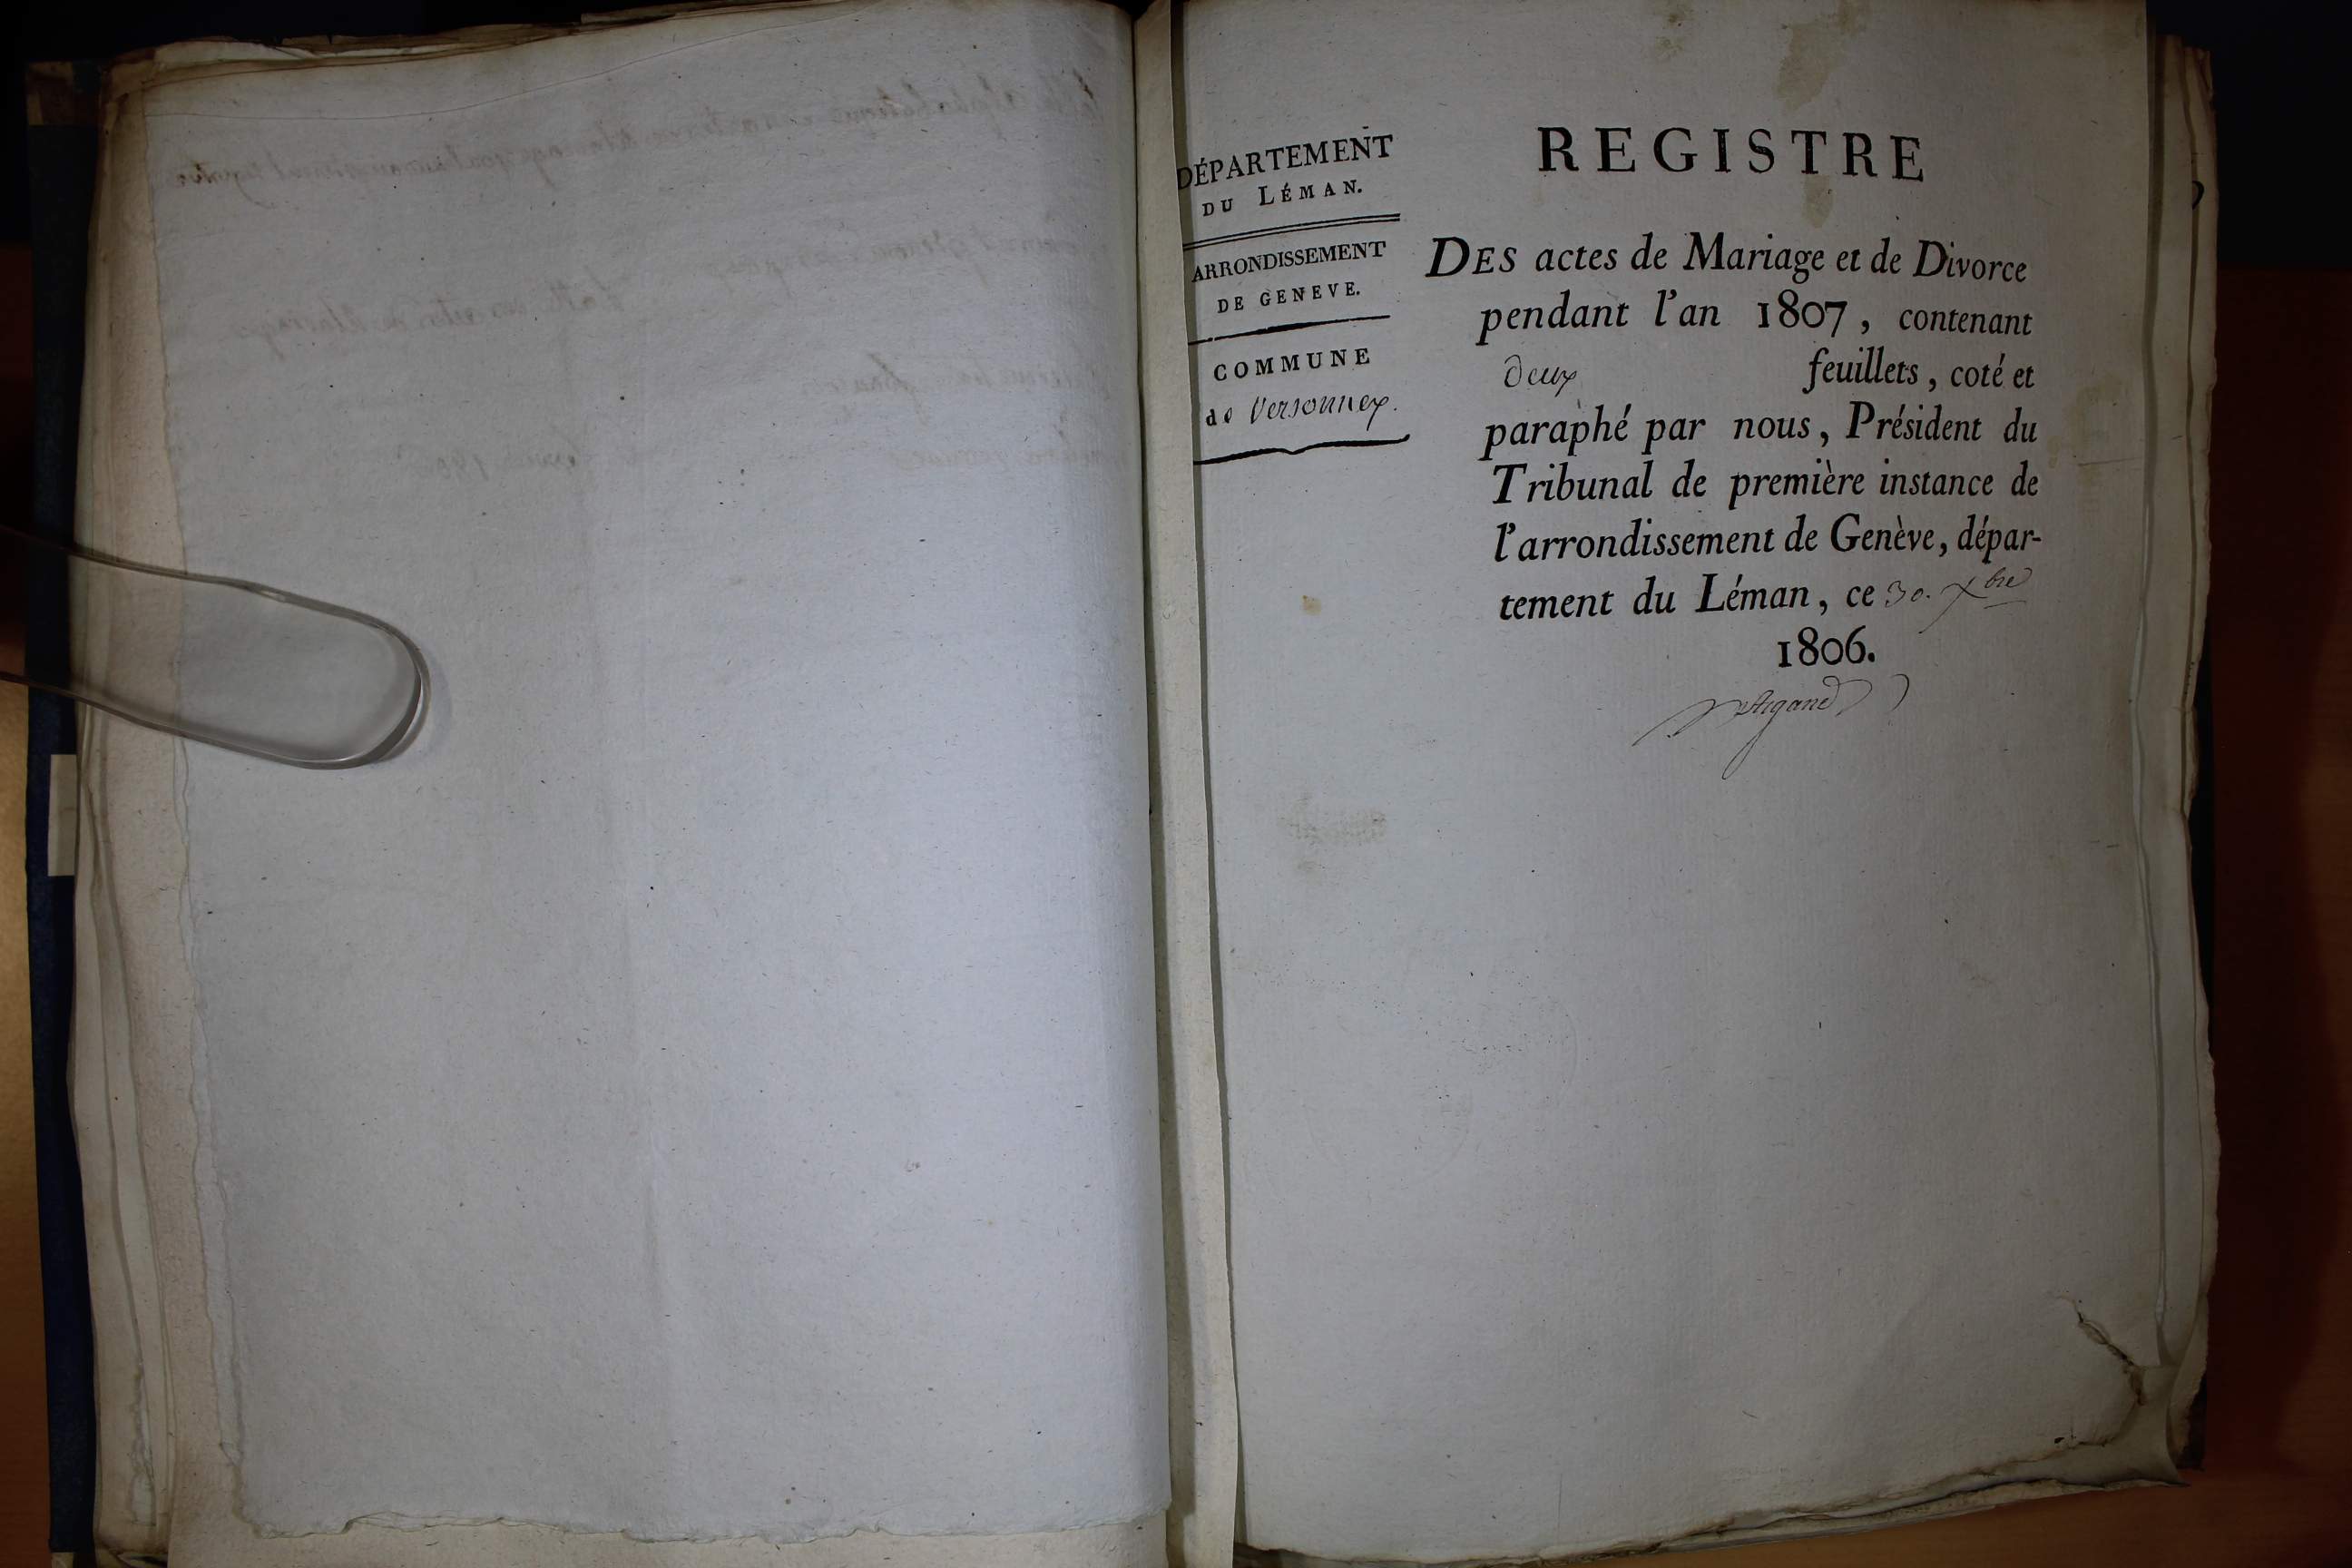 DÉPARTEMENT
DU LÉMAN.
ARRONDISSEMENT
DE GENEVE.
COMMUNE
de Versonnex.
REGISTRE
DES actes de Mariage et de Divorce
pendant l'an 1807, contenant
deux feuillets, coté et
paraphé par nous, Président du
Tribunal de première instance de
l'arrondissement de Genève, dépar-
tement du Léman, ce 30. Xbre
1806.
Argand